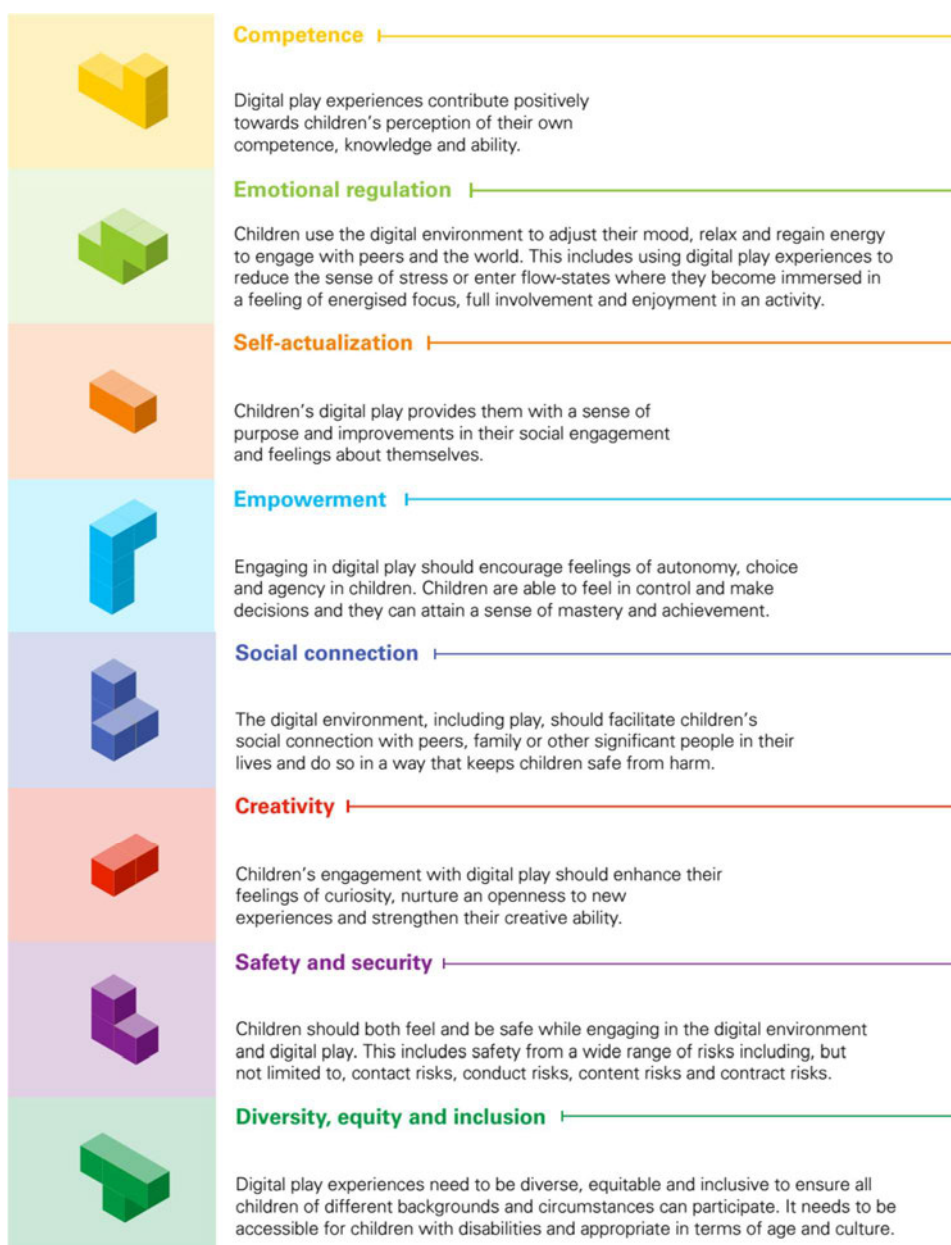 Competence
Digital play experiences contribute positively
towards children’s perception of their own
competence, knowledge and ability.
Emotional regulation
Children use the digital environment to adjust their mood, relax and regain energy
to engage with peers and the world. This includes using digital play experiences to
reduce the sense of stress or enter flow-states where they become immersed in
a feeling of energised focus, full involvement and enjoyment in an activity.
Self-actualization
Children’s digital play provides them with a sense of
purpose and improvements in their social engagement
and feelings about themselves.
Empowerment
Engaging in digital play should encourage feelings of autonomy, choice
and agency in children. Children are able to feel in control and make
decisions and they can attain a sense of mastery and achievement.
Social connection
The digital environment, including play, should facilitate children’s
social connection with peers, family or other significant people in their
lives and do so in a way that keeps children safe from harm.
Creativity
Children’s engagement with digital play should enhance their
feelings of curiosity, nurture an openness to new
experiences and strengthen their creative ability.
Safety and security
Children should both feel and be safe while engaging in the digital environment
and digital play. This includes safety from a wide range of risks including, but
not limited to, contact risks, conduct risks, content risks and contract risks.
Diversity, equity and inclusion
Digital play experiences need to be diverse, equitable and inclusive to ensure all
children of different backgrounds and circumstances can participate. It needs to be
accessible for children with disabilities and appropriate in terms of age and culture.